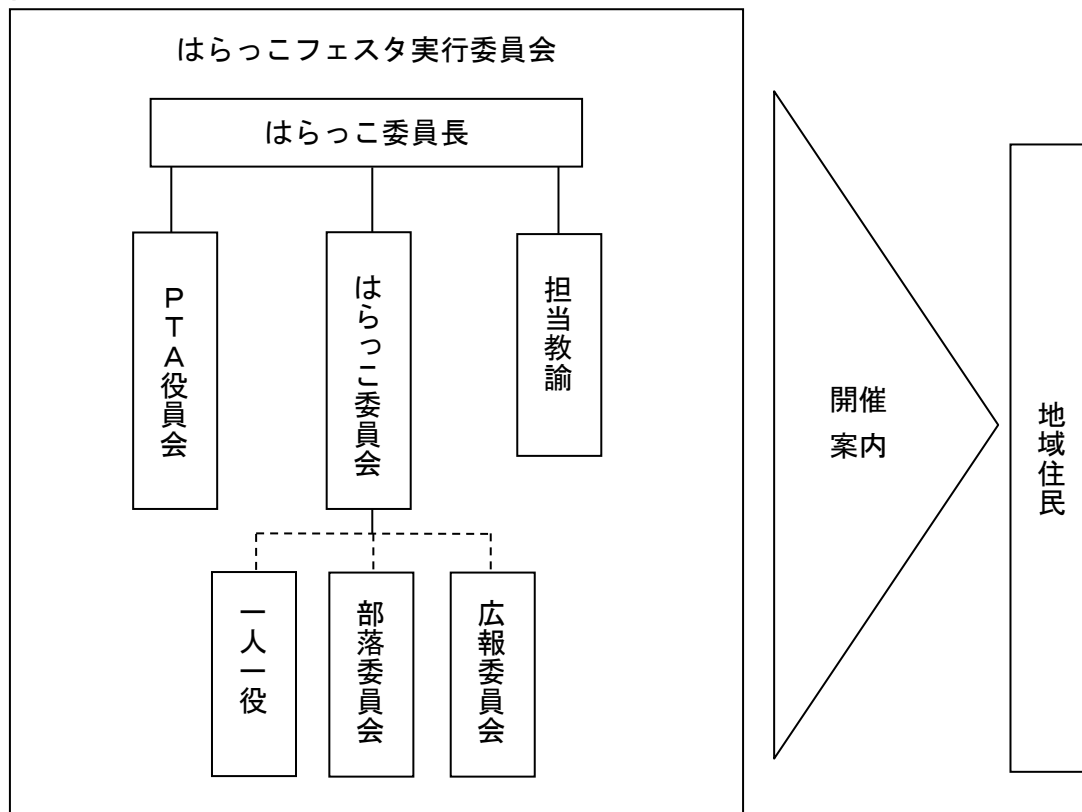 はらっこフェスタ実行委員会
はらっこ委員長
ＰＴＡ役員会
はらっこ委員会
担当教諭
一人一役
部落委員会
広報委員会
開催
案内
地域住民